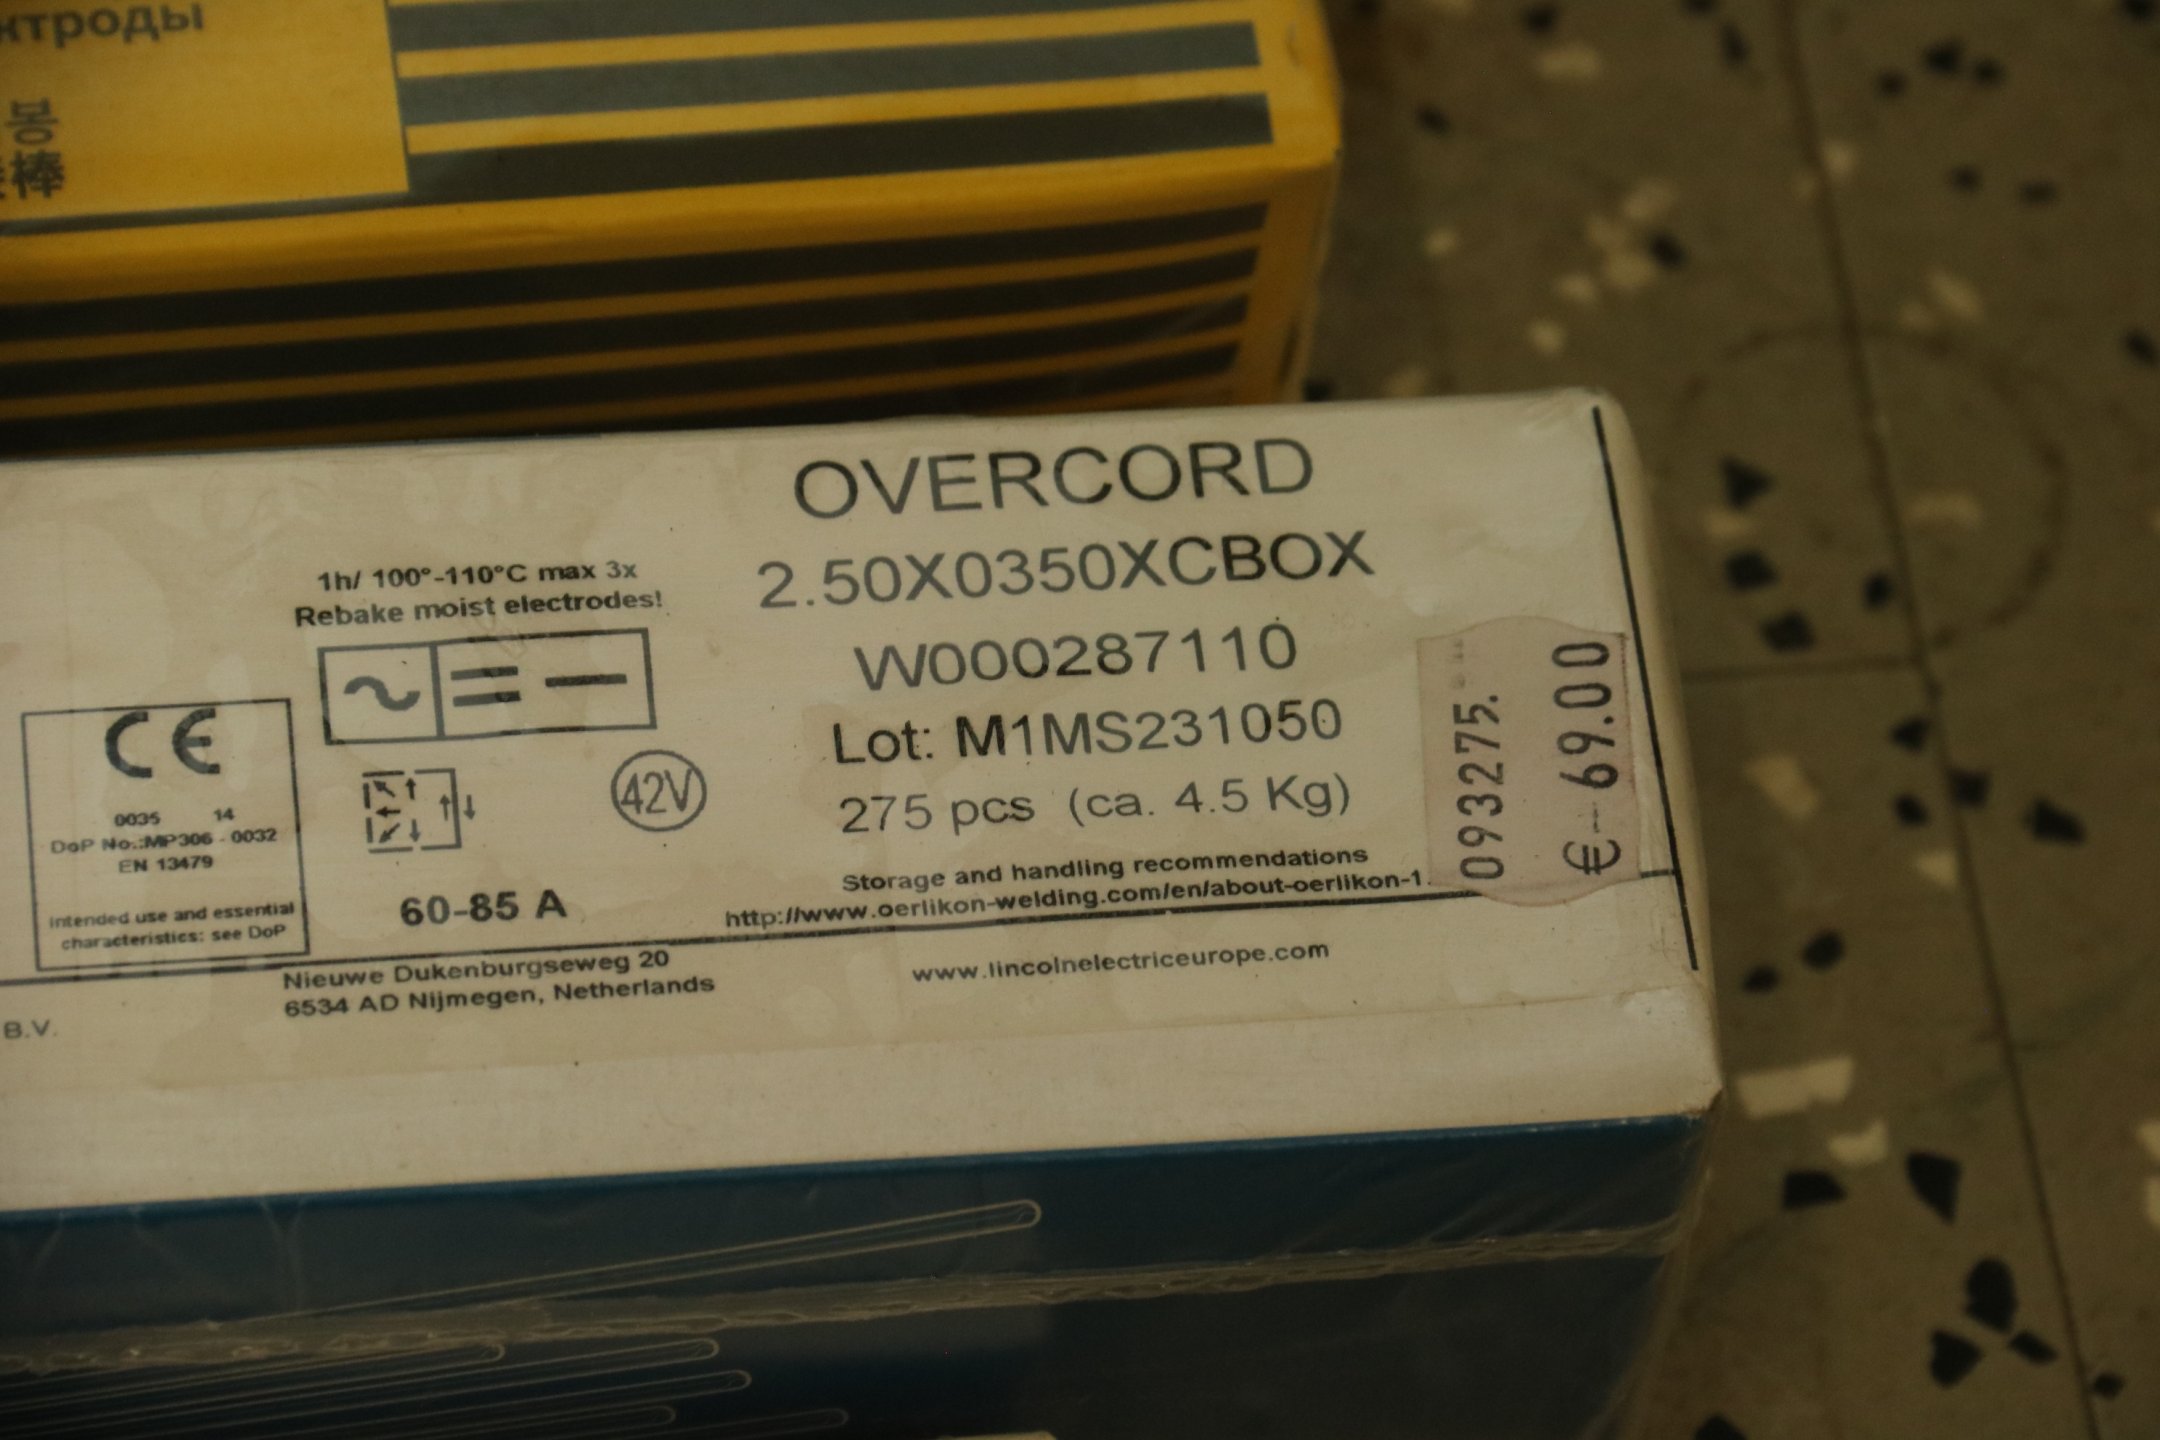 ктроды
봉
棒
OVERCORD
2.50X0350XCBOX
W000287110
Lot: M1MS231050
275 pcs (ca. 4.5 Kg)
Storage and handling recommendations
http://www.oerlikon-welding.com/en/about-oerlikon-1.
1h/ 100°-110°C max 3x
Rebake moist electrodes!
42V
60-85 A
CE
0035 14
DoP No.:MP306 - 0032
EN 13479
intended use and essential
characteristics: see DoP
093275.
€- 69.00
Nieuwe Dukenburgseweg 20
6534 AD Nijmegen, Netherlands
www.lincolnelectriceurope.com
B.V.